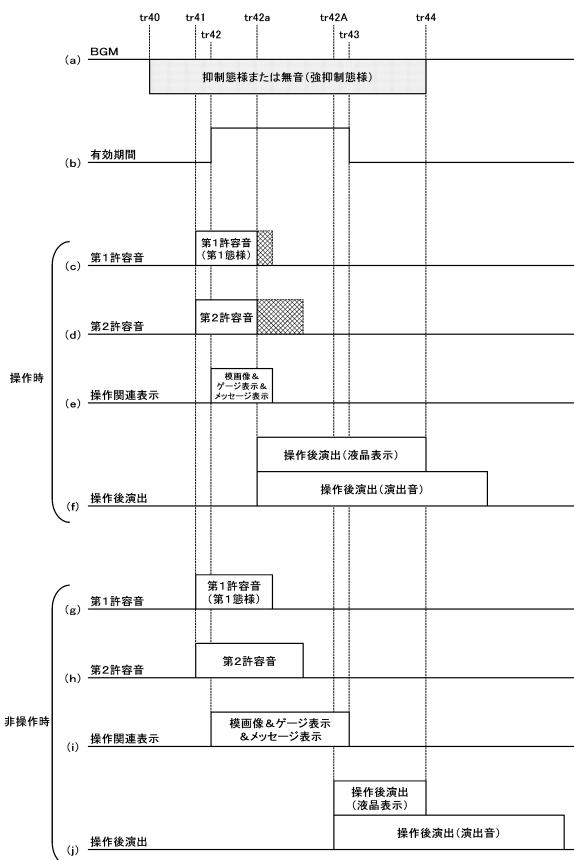 tr40
tr41
tr42
tr42a
tr42A
tr43
tr44
(a) BGM
抑制態様または無音(強抑制態様)
(b) 有効期間
操作時
(c) 第1許容音
第1許容音
(第1態様)
(d) 第2許容音
第2許容音
(e) 操作関連表示
模画像&
ゲージ表示&
メッセージ表示
(f) 操作後演出
操作後演出(液晶表示)
操作後演出(演出音)
非操作時
(g) 第1許容音
第1許容音
(第1態様)
(h) 第2許容音
第2許容音
(i) 操作関連表示
模画像&ゲージ表示
&メッセージ表示
(j) 操作後演出
操作後演出
(液晶表示)
操作後演出(演出音)